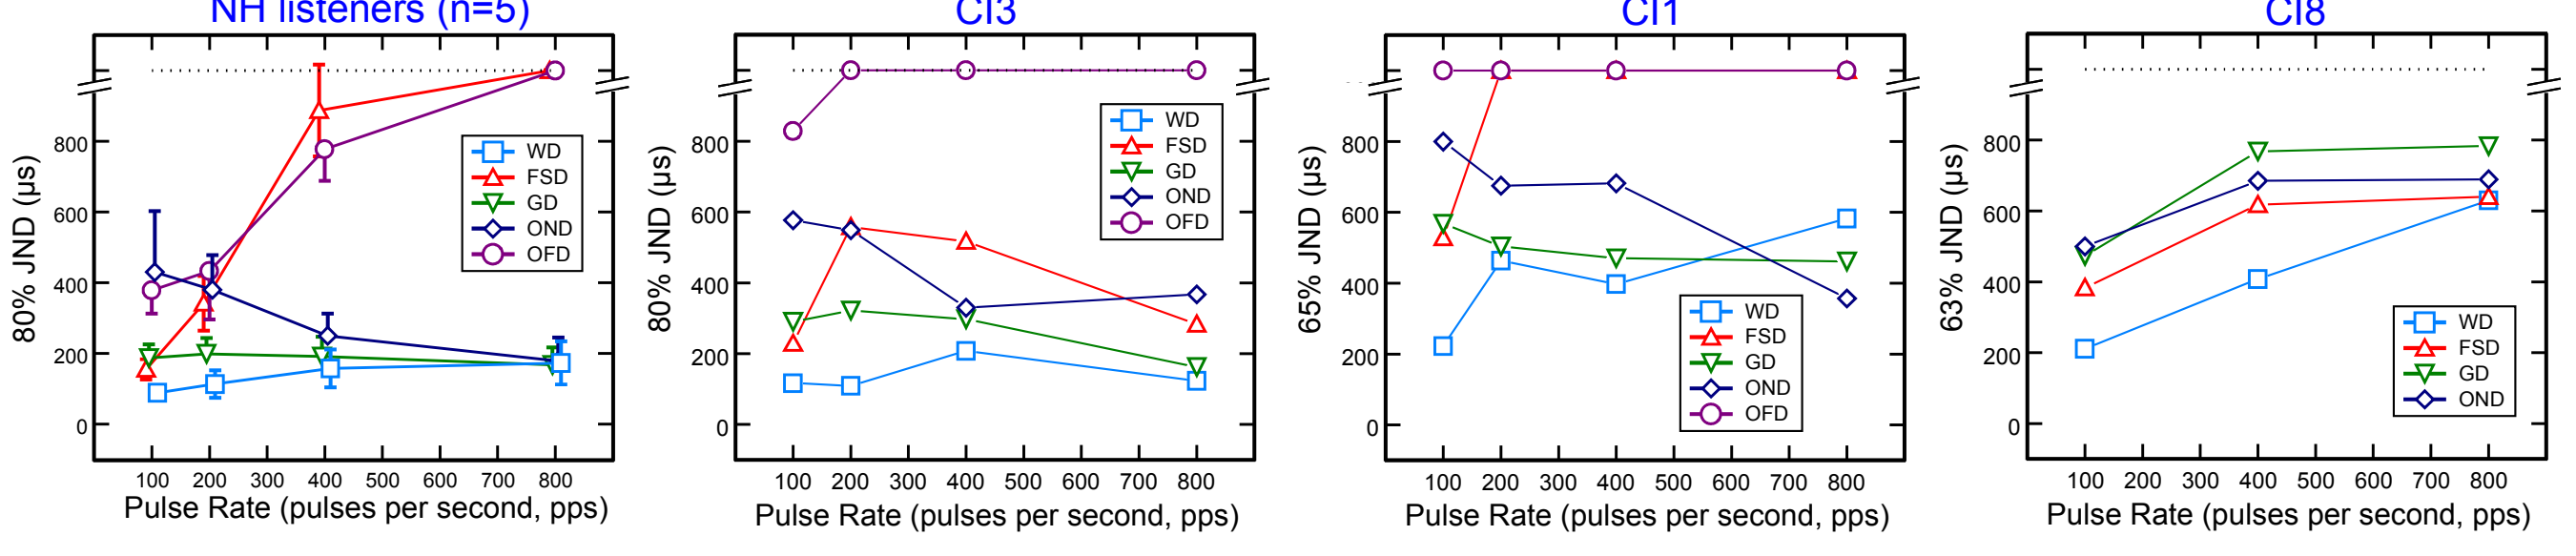 NH listeners (n=5)
80% JND (µs)
800
600
400
200
0
WD
FSD
GD
OND
OFD
100 200 300 400 500 600 700 800
Pulse Rate (pulses per second, pps)
CI3
80% JND (µs)
800
600
400
200
0
WD
FSD
GD
OND
OFD
100 200 300 400 500 600 700 800
Pulse Rate (pulses per second, pps)
CI1
65% JND (µs)
800
600
400
200
0
WD
FSD
GD
OND
OFD
100 200 300 400 500 600 700 800
Pulse Rate (pulses per second, pps)
CI8
63% JND (µs)
800
600
400
200
0
WD
FSD
GD
OND
100 200 300 400 500 600 700 800
Pulse Rate (pulses per second, pps)